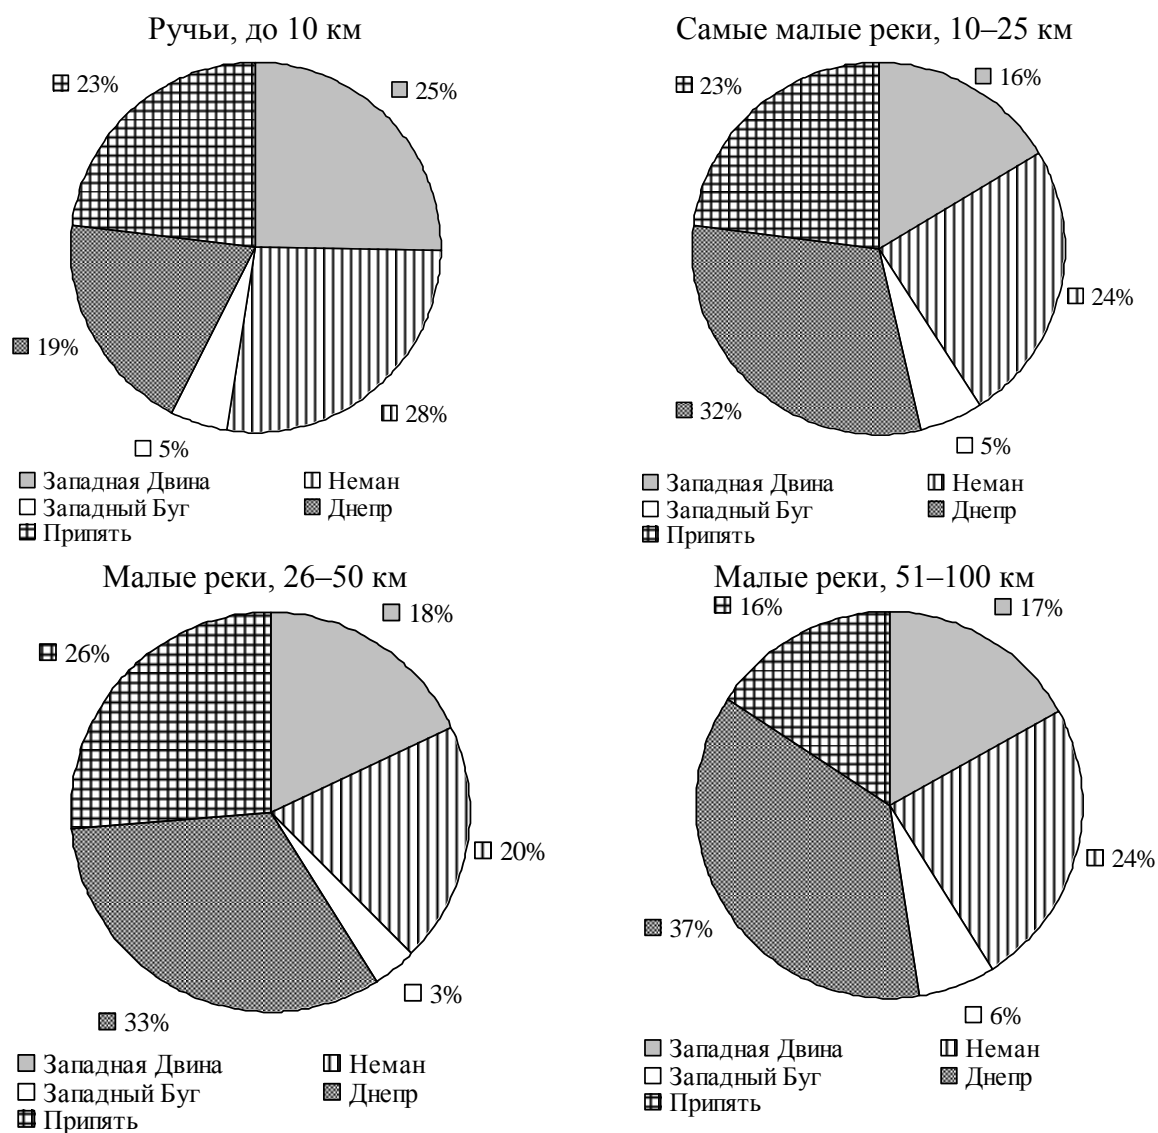 Ручьи, до 10 км
23%
25%
19%
28%
5%
Западная Двина
Неман
Западный Буг
Днепр
Припять
Самые малые реки, 10–25 км
16%
23%
24%
32%
5%
Западная Двина
Неман
Западный Буг
Днепр
Припять
Малые реки, 26–50 км
18%
26%
20%
3%
33%
Западная Двина
Неман
Западный Буг
Днепр
Припять
Малые реки, 51–100 км
16%
17%
24%
37%
6%
Западная Двина
Неман
Западный Буг
Днепр
Припять